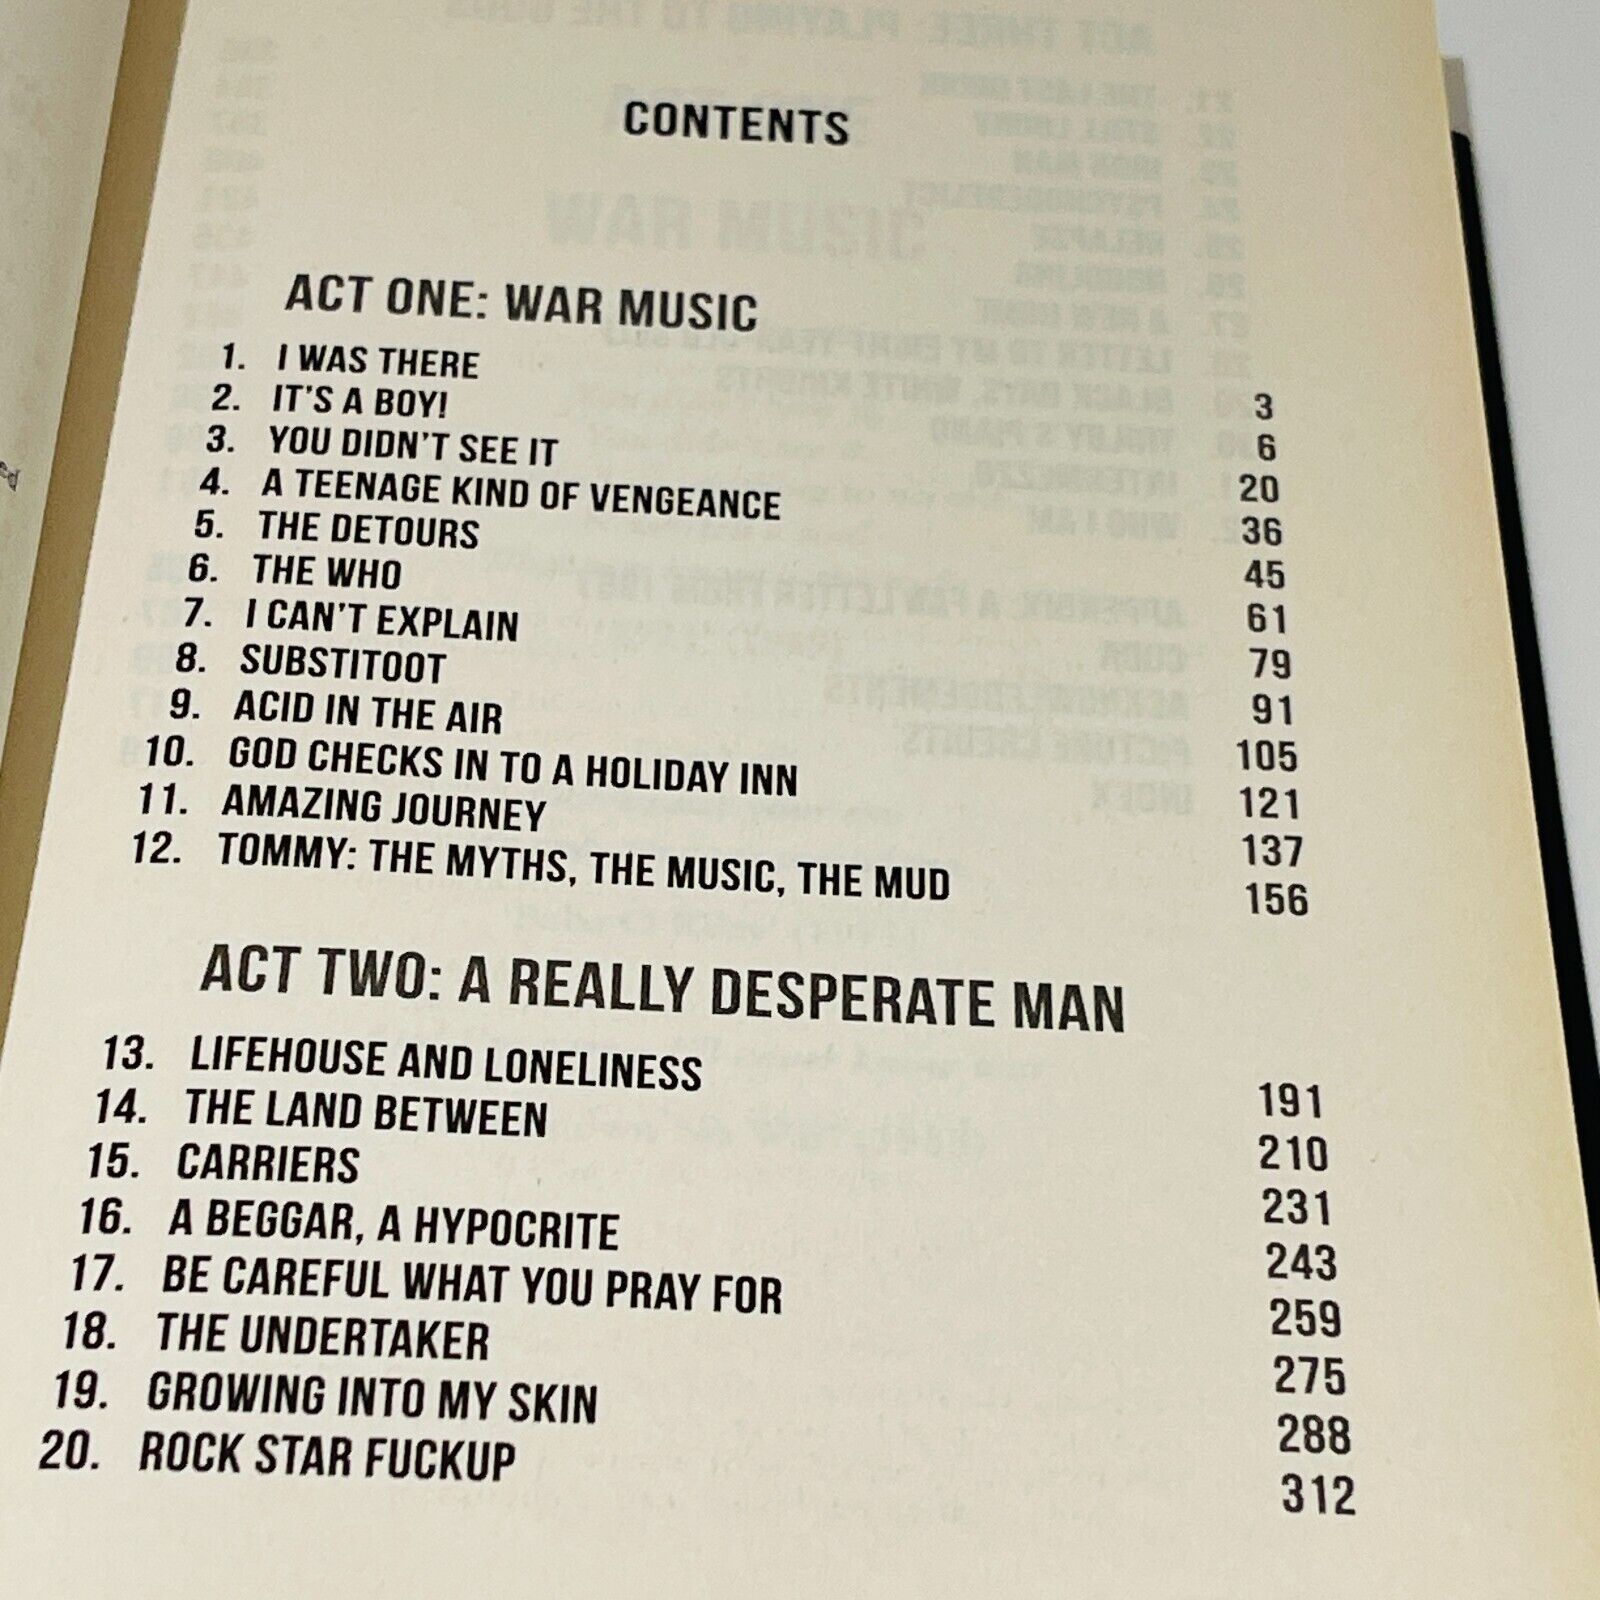 CONTENTS
ACT ONE: WAR MUSIC
1. I WAS THERE 3
2. IT'S A BOY! 6
3. YOU DIDN'T SEE IT 20
4. A TEENAGE KIND OF VENGEANCE 36
5. THE DETOURS 45
6. THE WHO 61
7. I CAN'T EXPLAIN 79
8. SUBSTITOOT 91
9. ACID IN THE AIR 105
10. GOD CHECKS IN TO A HOLIDAY INN 121
11. AMAZING JOURNEY 137
12. TOMMY: THE MYTHS, THE MUSIC, THE MUD 156
ACT TWO: A REALLY DESPERATE MAN
13. LIFEHOUSE AND LONELINESS 191
14. THE LAND BETWEEN 210
15. CARRIERS 231
16. A BEGGAR, A HYPOCRITE 243
17. BE CAREFUL WHAT YOU PRAY FOR 259
18. THE UNDERTAKER 275
19. GROWING INTO MY SKIN 288
20. ROCK STAR FUCKUP 312